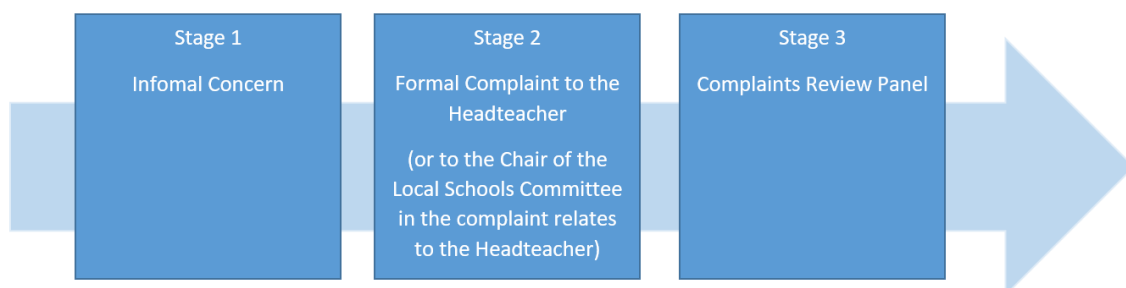 Stage 1
Infomal Concern
Stage 2
Formal Complaint to the
Headteacher
(or to the Chair of the
Local Schools Committee
in the complaint relates
to the Headteacher)
Stage 3
Complaints Review Panel